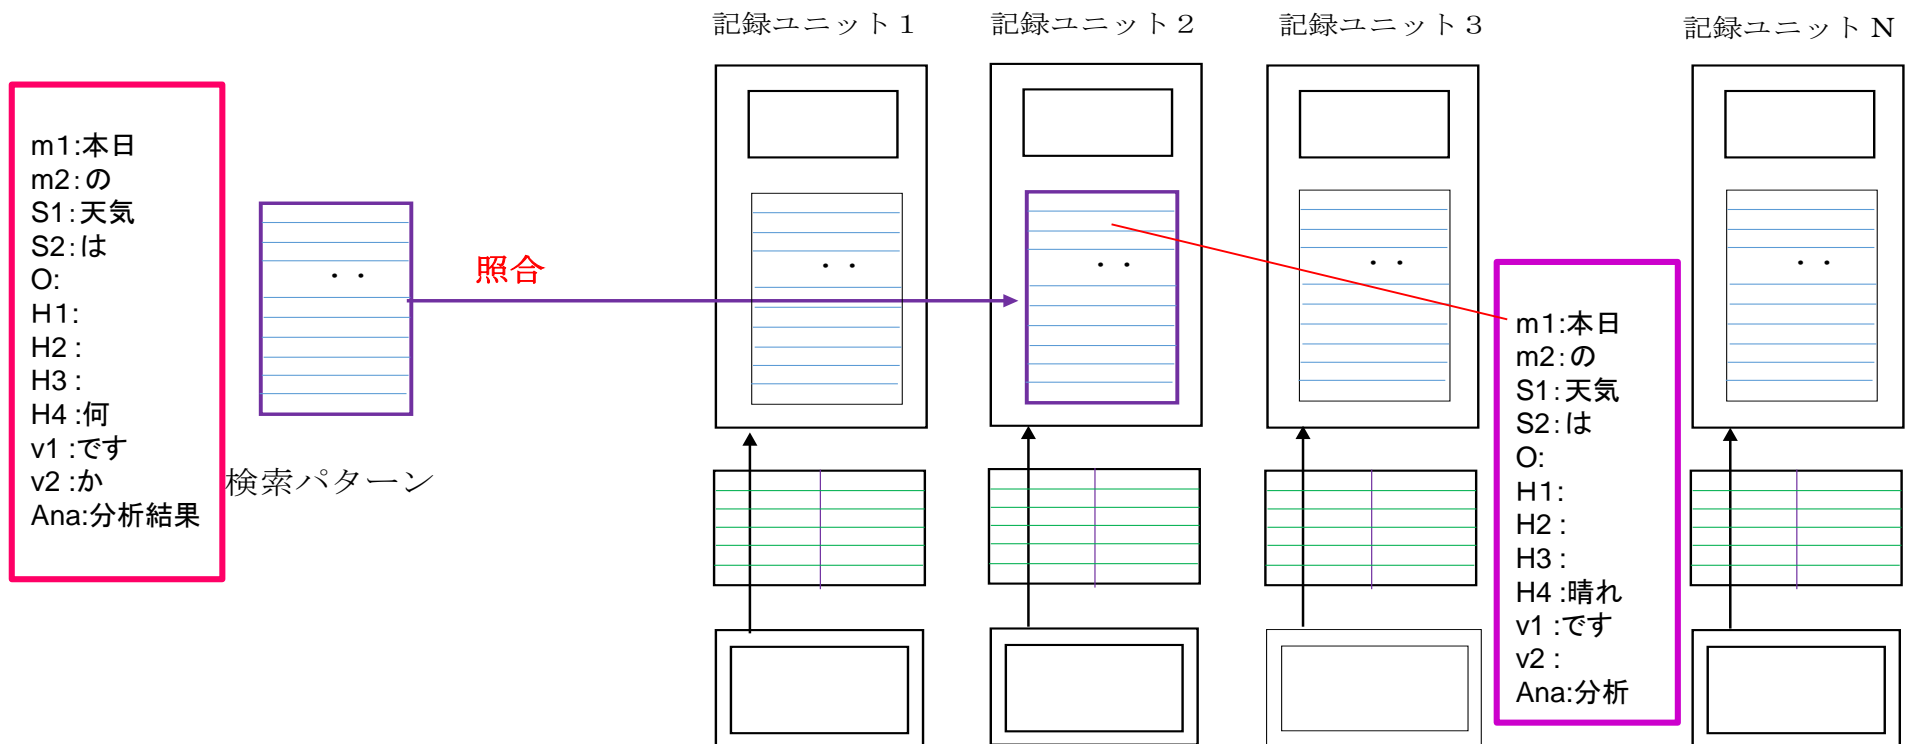 記録ユニット１
記録ユニット２
記録ユニット３
記録ユニット N
m１:本日
m2：の
S1：天気
S2：は
O:
H１:
H2 :
H3 :
H4 :何
v1 :です
v2 :か
Ana:分析結果
検索パターン
照合
m１:本日
m2：の
S1：天気
S2：は
O:
H１:
H2 :
H3 :
H4 :晴れ
v1 :です
v2 :
Ana:分析